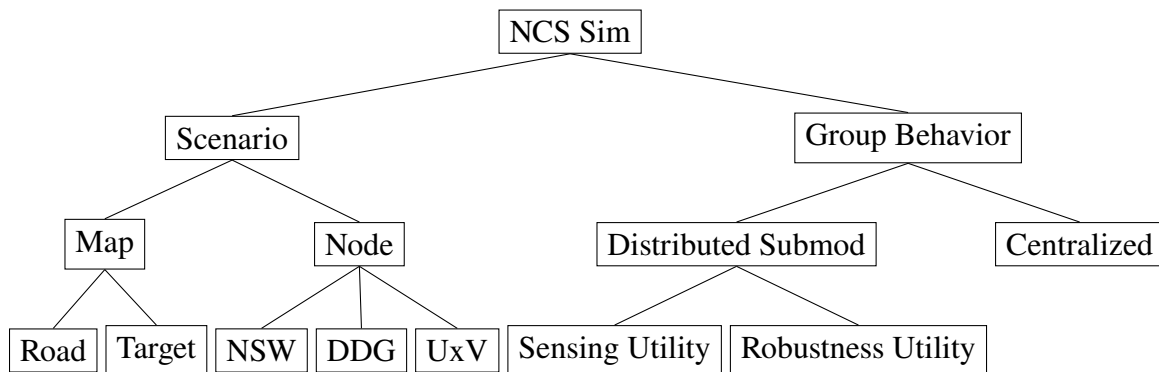 NCS Sim
Scenario
Group Behavior
Map
Node
Distributed Submod
Centralized
Road
Target
NSW
DDG
UxV
Sensing Utility
Robustness Utility